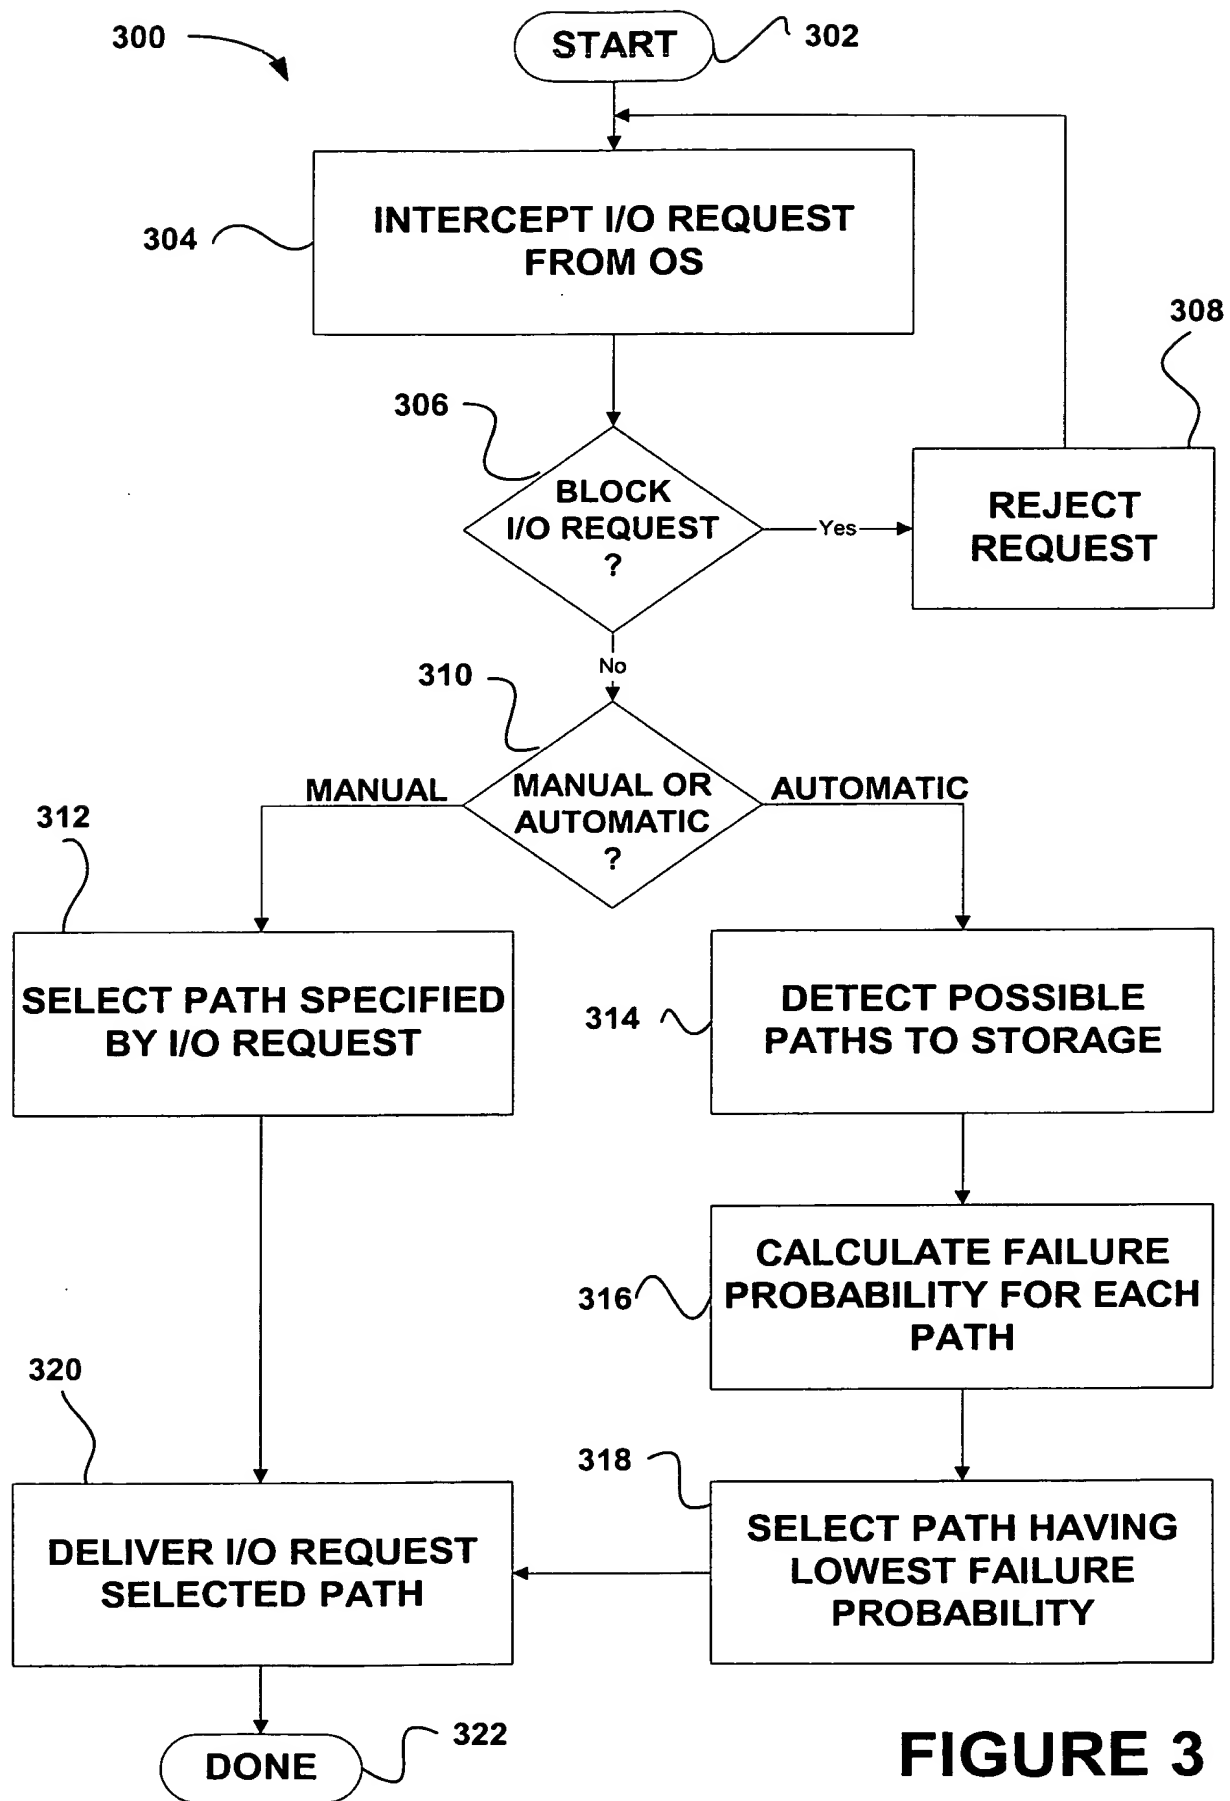 300
START
302
INTERCEPT I/O REQUEST
FROM OS
304
308
306
BLOCK
I/O REQUEST
?
Yes
REJECT
REQUEST
No
310
MANUAL
MANUAL OR
AUTOMATIC
?
AUTOMATIC
312
SELECT PATH SPECIFIED
BY I/O REQUEST
314
DETECT POSSIBLE
PATHS TO STORAGE
316
CALCULATE FAILURE
PROBABILITY FOR EACH
PATH
320
318
DELIVER I/O REQUEST
SELECTED PATH
SELECT PATH HAVING
LOWEST FAILURE
PROBABILITY
DONE
322
FIGURE 3